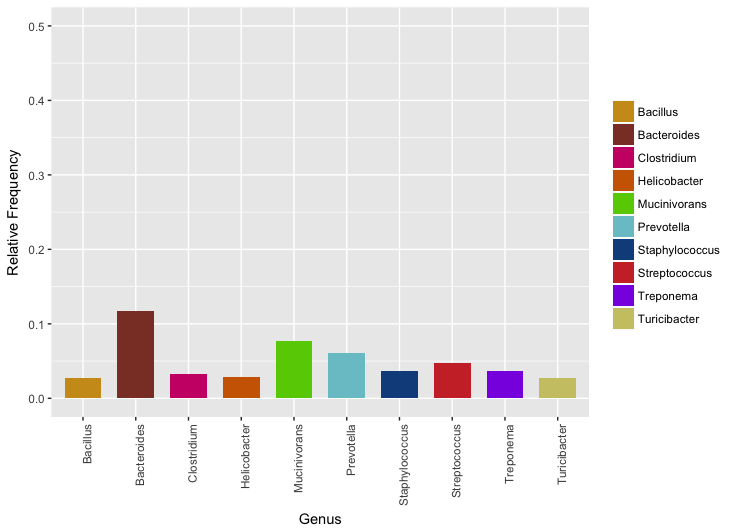 Relative Frequency
0.5
0.4
0.3
0.2
0.1
0.0
Bacillus
Bacteroides
Clostridium
Helicobacter
Mucinivorans
Prevotella
Staphylococcus
Streptococcus
Treponema
Turicibacter
Genus
Bacillus
Bacteroides
Clostridium
Helicobacter
Mucinivorans
Prevotella
Staphylococcus
Streptococcus
Treponema
Turicibacter